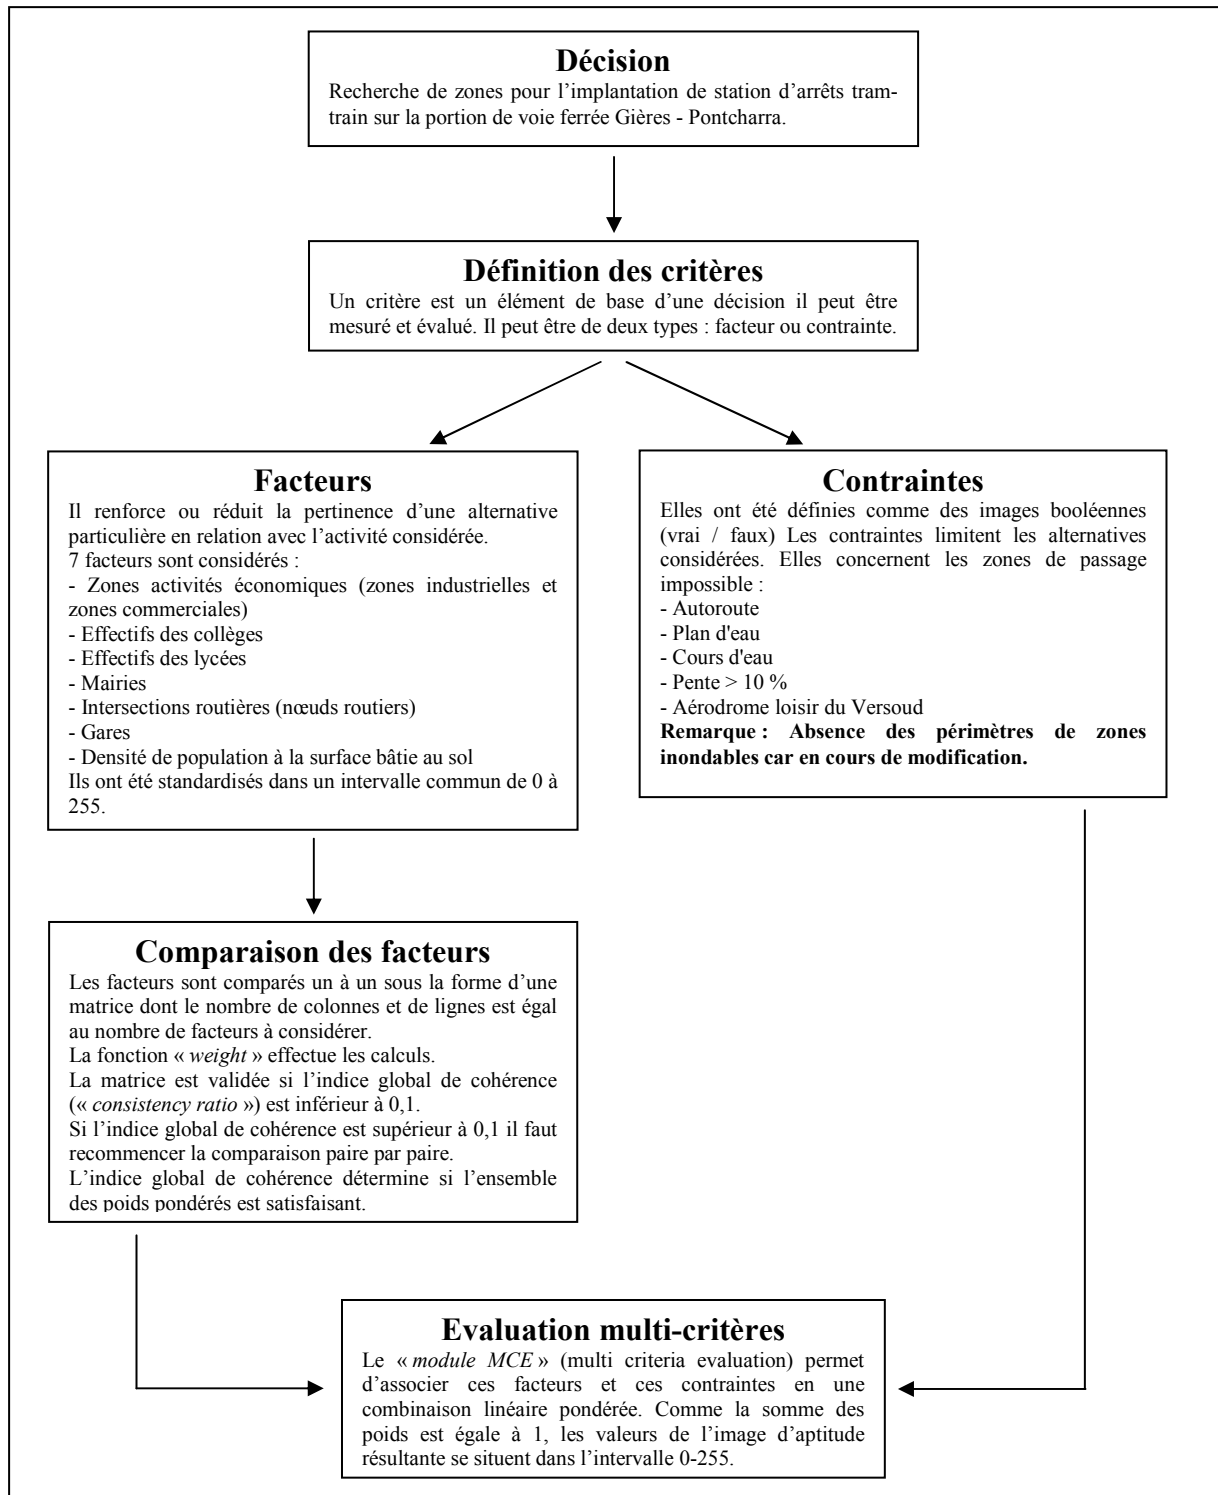 Décision
Recherche de zones pour l’implantation de station d’arrêts tram-
train sur la portion de voie ferrée Gières - Pontcharra.
Définition des critères
Un critère est un élément de base d’une décision il peut être
mesuré et évalué. Il peut être de deux types : facteur ou contrainte.
Facteurs
Il renforce ou réduit la pertinence d’une alternative
particulière en relation avec l’activité considérée.
7 facteurs sont considérés :
- Zones activités économiques (zones industrielles et
zones commerciales)
- Effectifs des collèges
- Effectifs des lycées
- Mairies
- Intersections routières (nœuds routiers)
- Gares
- Densité de population à la surface bâtie au sol
Ils ont été standardisés dans un intervalle commun de 0 à
255.
Contraintes
Elles ont été définies comme des images booléennes
(vrai / faux) Les contraintes limitent les alternatives
considérées. Elles concernent les zones de passage
impossible :
- Autoroute
- Plan d'eau
- Cours d'eau
- Pente > 10 %
- Aérodrome loisir du Versoud
Remarque : Absence des périmètres de zones
inondables car en cours de modification.
Comparaison des facteurs
Les facteurs sont comparés un à un sous la forme d’une
matrice dont le nombre de colonnes et de lignes est égal
au nombre de facteurs à considérer.
La fonction « weight » effectue les calculs.
La matrice est validée si l’indice global de cohérence
(« consistency ratio ») est inférieur à 0,1.
Si l’indice global de cohérence est supérieur à 0,1 il faut
recommencer la comparaison paire par paire.
L’indice global de cohérence détermine si l’ensemble
des poids pondérés est satisfaisant.
Evaluation multi-critères
Le « module MCE » (multi criteria evaluation) permet
d’associer ces facteurs et ces contraintes en une
combinaison linéaire pondérée. Comme la somme des
poids est égale à 1, les valeurs de l’image d’aptitude
résultante se situent dans l’intervalle 0-255.